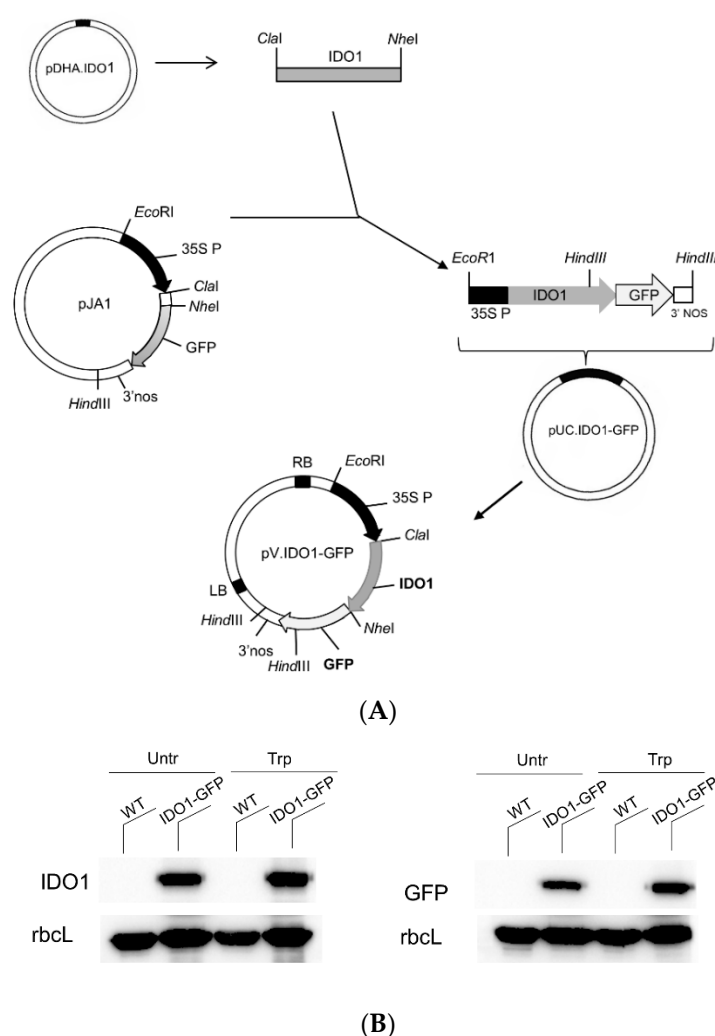 ClaI
NheI
IDO1
pDHA.IDO1
EcoRI
35S P
ClaI
NheI
pJA1
GFP
3'nos
HindIII
EcoR1
HindIII
HindIII
IDO1
GFP
35S P
3' NOS
pUC.IDO1-GFP
RB
EcoRI
35S P
ClaI
pV.IDO1-GFP
IDO1
LB
HindIII
NheI
3'nos
HindIII
GFP
(A)
Untr
Trp
WT
IDO1-GFP
WT
IDO1-GFP
IDO1
rbcL
Untr
Trp
WT
IDO1-GFP
WT
IDO1-GFP
GFP
rbcL
(B)